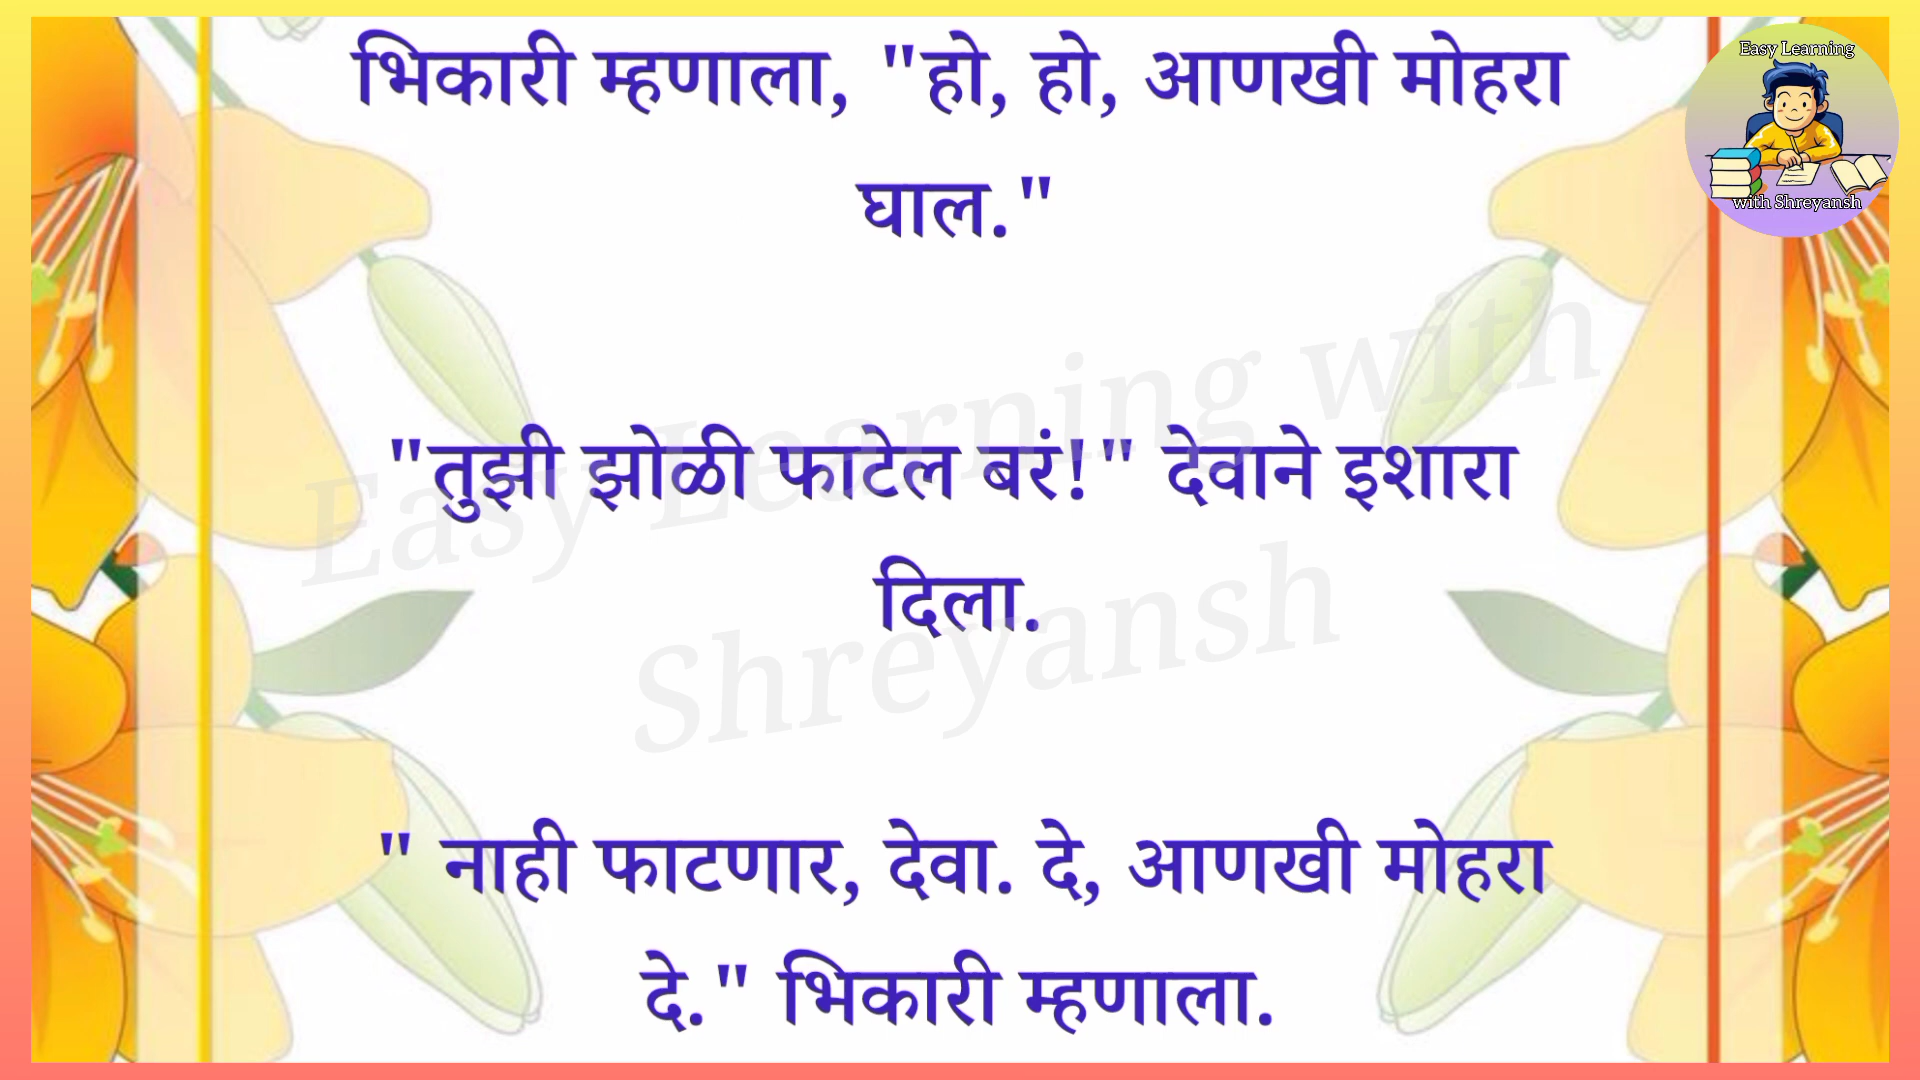 भिकारी म्हणाला, "हो, हो, आणखी मोहरा
घाल."
"तुझी झोळी फाटेल बरं!" देवाने इशारा
दिला.
" नाही फाटणार, देवा. दे, आणखी मोहरा
दे." भिकारी म्हणाला.
Easy Learning
with Shreyansh
Easy Learning with
Shreyansh